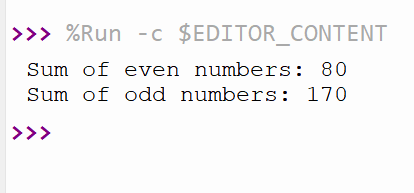 >>> %Run -c $EDITOR_CONTENT
Sum of even numbers: 80
Sum of odd numbers: 170
>>>